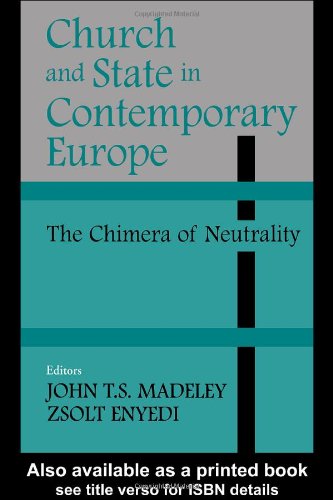 Church
and State in
Contemporary
Europe
The Chimera of Neutrality
Editors
JOHN T.S. MADELEY
ZSOLT ENYEDI
Also available as a printed book
see title verso for ISBN details